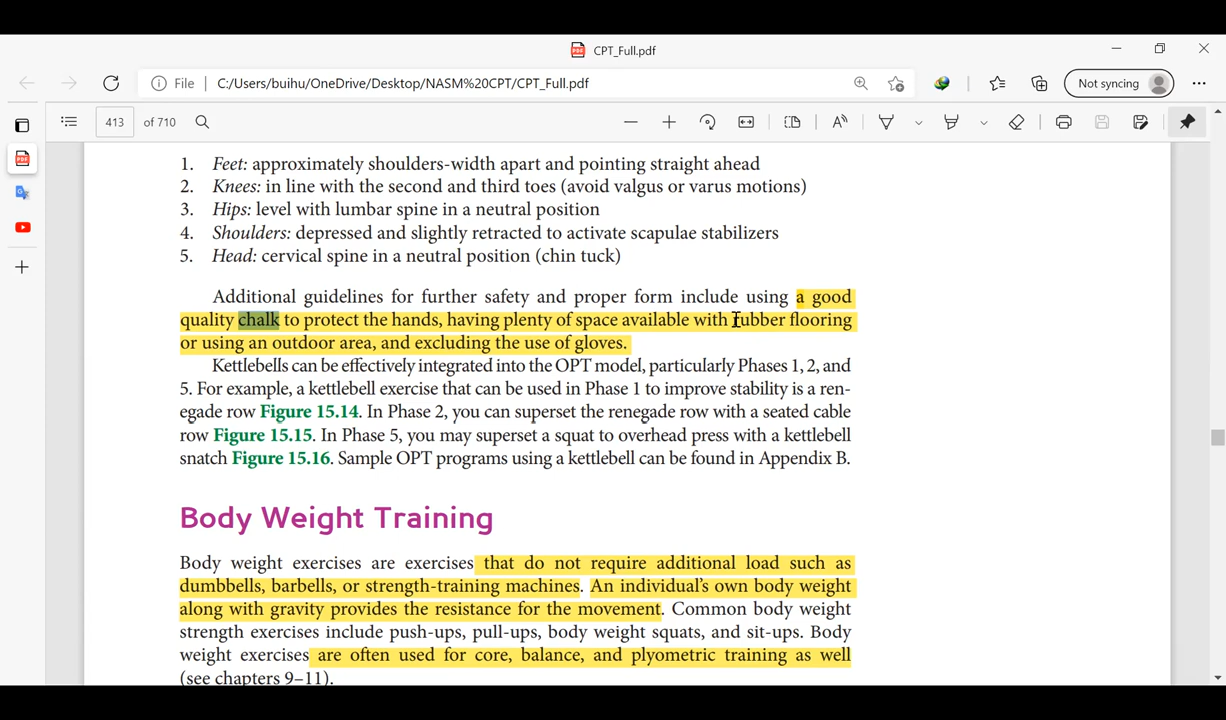 CPT_Full.pdf
File
C:/Users/buihu/OneDrive/Desktop/NASM%20CPT/CPT_Full.pdf
Not syncing
413 of 710
1. Feet: approximately shoulders-width apart and pointing straight ahead
2. Knees: in line with the second and third toes (avoid valgus or varus motions)
3. Hips: level with lumbar spine in a neutral position
4. Shoulders: depressed and slightly retracted to activate scapulae stabilizers
5. Head: cervical spine in a neutral position (chin tuck)
Additional guidelines for further safety and proper form include using a good
quality chalk to protect the hands, having plenty of space available with rubber flooring
or using an outdoor area, and excluding the use of gloves.
Kettlebells can be effectively integrated into the OPT model, particularly Phases 1, 2, and
5. For example, a kettlebell exercise that can be used in Phase 1 to improve stability is a ren-
egade row Figure 15.14. In Phase 2, you can superset the renegade row with a seated cable
row Figure 15.15. In Phase 5, you may superset a squat to overhead press with a kettlebell
snatch Figure 15.16. Sample OPT programs using a kettlebell can be found in Appendix B.
Body Weight Training
Body weight exercises are exercises that do not require additional load such as
dumbbells, barbells, or strength-training machines. An individual's own body weight
along with gravity provides the resistance for the movement. Common body weight
strength exercises include push-ups, pull-ups, body weight squats, and sit-ups. Body
weight exercises are often used for core, balance, and plyometric training as well
(see chapters 9–11).